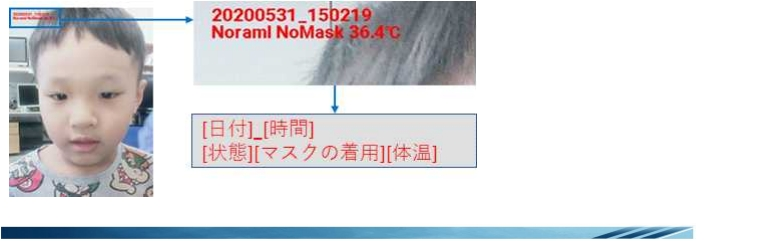 20200531_150219
Noraml NoMask 36.4℃
[日付]_[時間]
[状態][マスクの着用][体温]